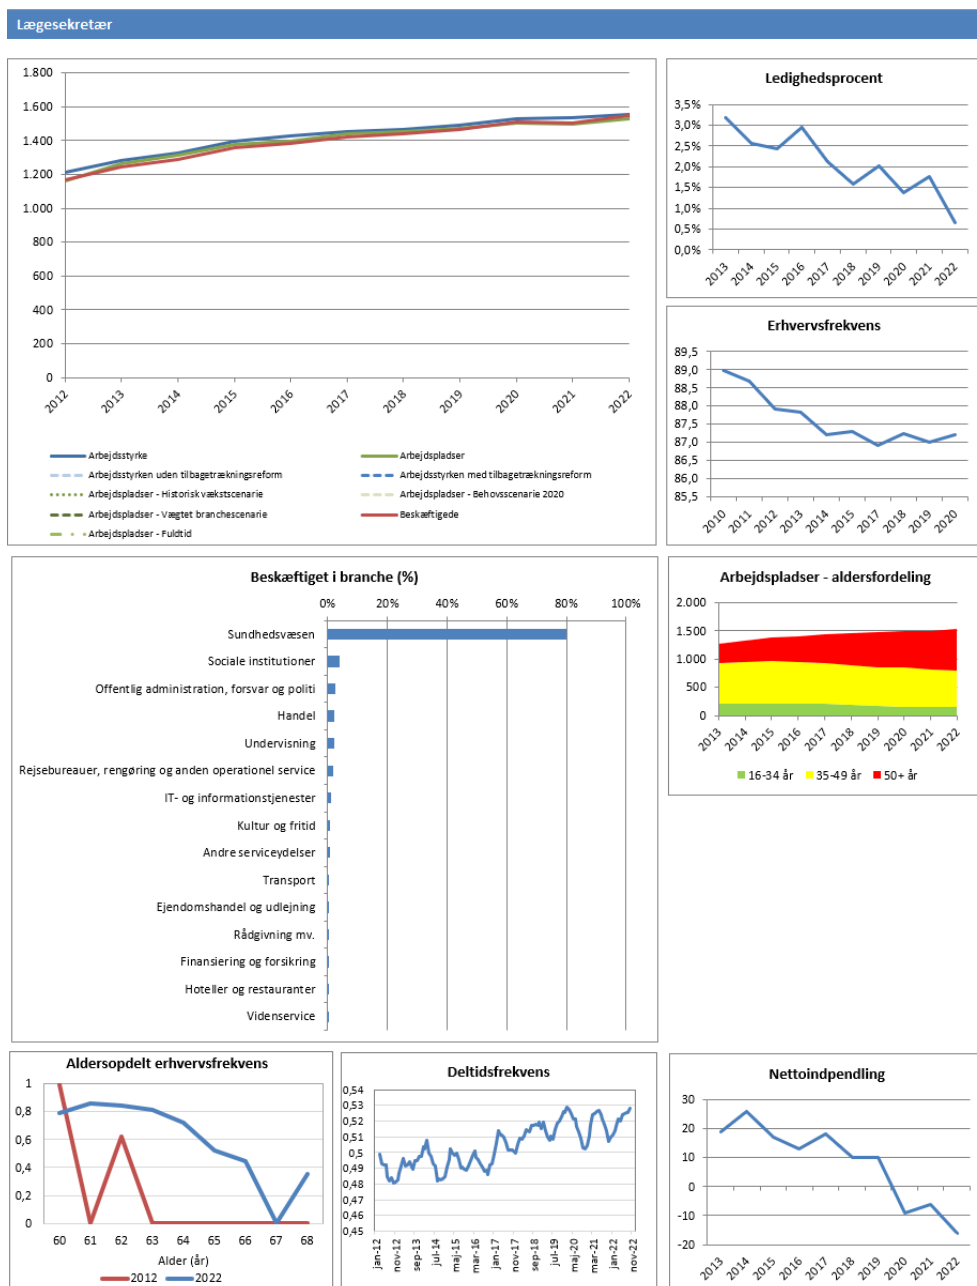 Lægesekretær
1.800
1.600
1.400
1.200
1.000
800
600
400
200
0
2012 2013 2014 2015 2016 2017 2018 2019 2020 2021 2022
Arbejdsstyrke Arbejdspladser
Arbejdsstyrken uden tilbagetrækningsreform Arbejdsstyrken med tilbagetrækningsreform
Arbejdspladser - Historisk vækstscenarie Arbejdspladser - Behovsscenarie 2020
Arbejdspladser - Vægtet branchescenarie Beskæftigede
Arbejdspladser - Fuldtid
Ledighedsprocent
3,5%
3,0%
2,5%
2,0%
1,5%
1,0%
0,5%
0,0%
2013 2014 2015 2016 2017 2018 2019 2020 2021 2022
Erhvervsfrekvens
89,5
89,0
88,5
88,0
87,5
87,0
86,5
86,0
85,5
2010 2011 2012 2013 2014 2015 2017 2018 2019 2020
Beskæftiget i branche (%)
0% 20% 40% 60% 80% 100%
Sundhedsvæsen
Sociale institutioner
Offentlig administration, forsvar og politi
Handel
Undervisning
Rejsebureauer, rengøring og anden operationel service
IT- og informationstjenester
Kultur og fritid
Andre serviceydelser
Transport
Ejendomshandel og udlejning
Rådgivning mv.
Finansiering og forsikring
Hoteller og restauranter
Videnservice
Arbejdspladser - aldersfordeling
2.000
1.500
1.000
500
0
2013 2014 2015 2016 2017 2018 2019 2020 2021 2022
16-34 år 35-49 år 50+ år
Aldersopdelt erhvervsfrekvens
1
0,8
0,6
0,4
0,2
0
60 61 62 63 64 65 66 67 68
Alder (år)
2012 2022
Deltidsfrekvens
0,54
0,53
0,52
0,51
0,5
0,49
0,48
0,47
0,46
0,45
jan-12 nov-12 sep-13 jul-14 maj-15 mar-16 jan-17 nov-17 sep-18 jul-19 maj-20 mar-21 jan-22 nov-22
Nettoindpendling
30
20
10
0
-10
-20
2013 2014 2015 2016 2017 2018 2019 2020 2021 2022